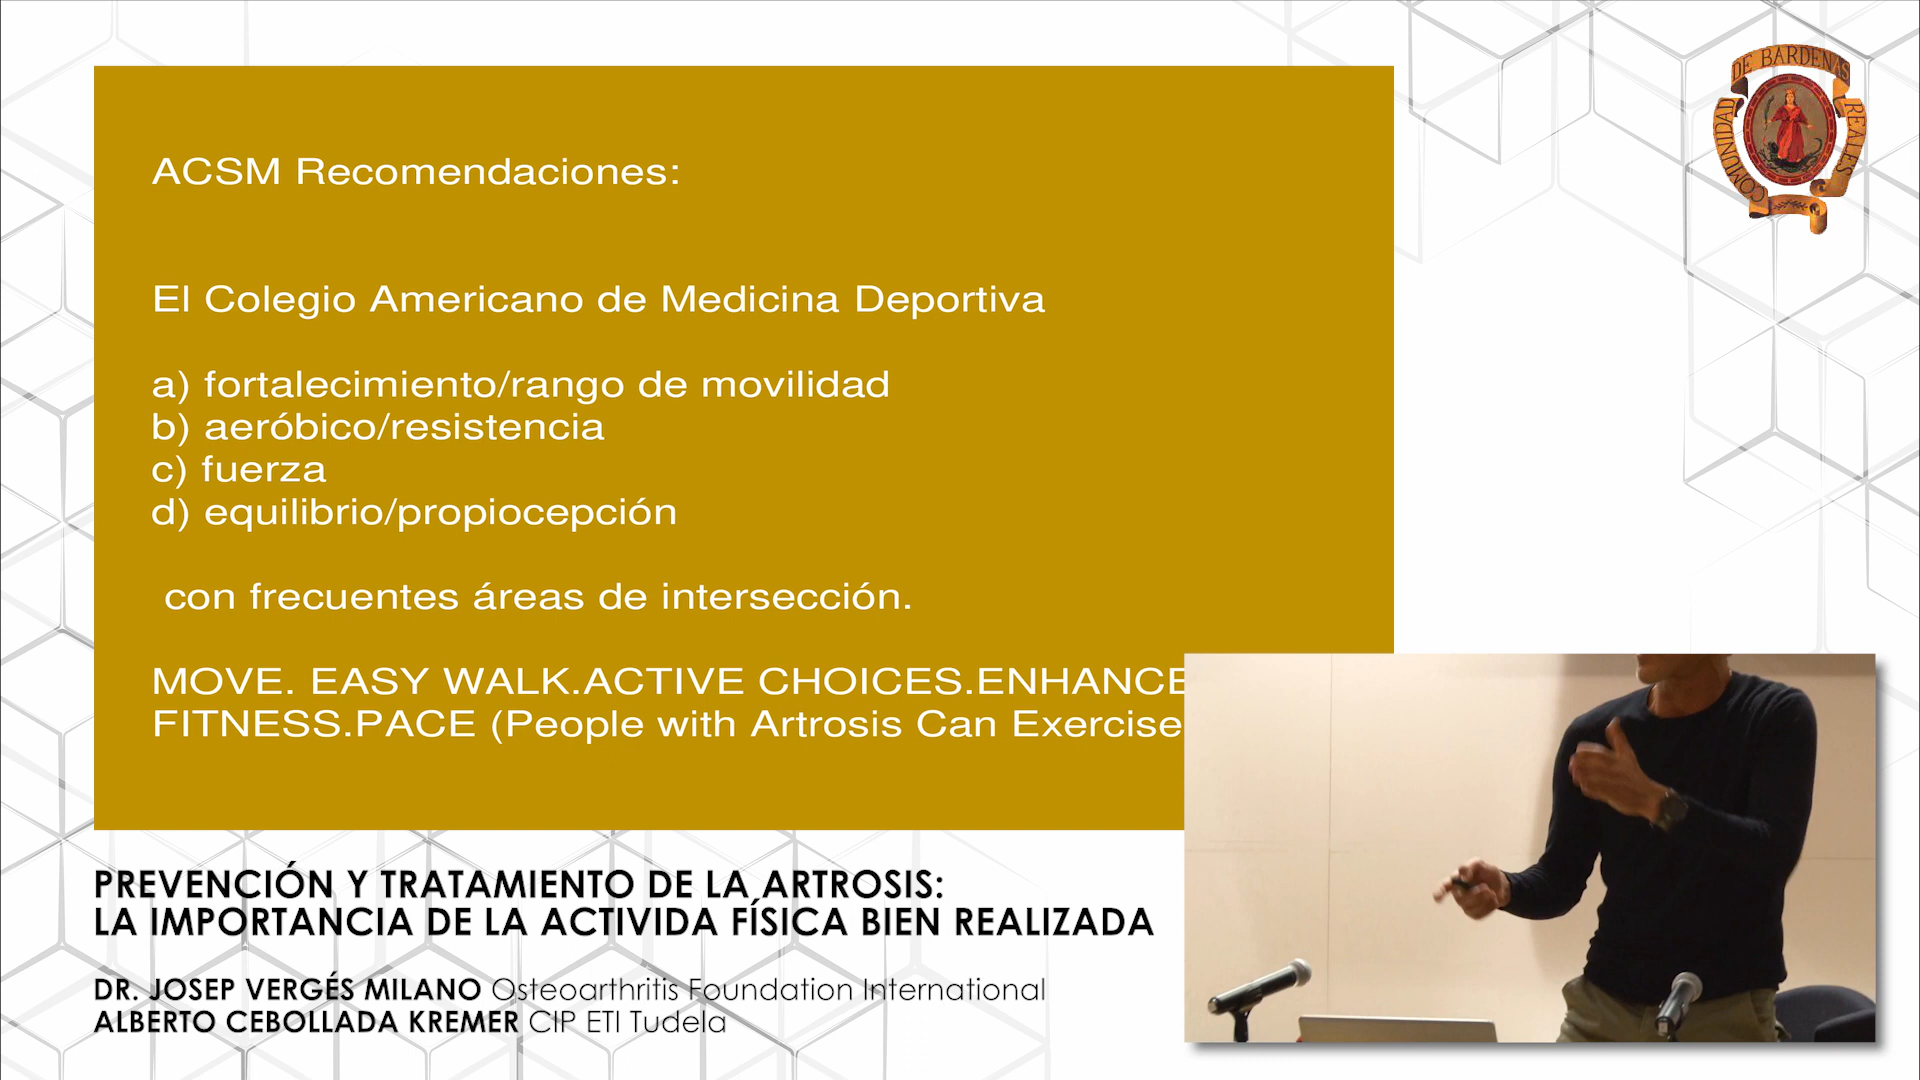 ACSM Recomendaciones:
El Colegio Americano de Medicina Deportiva
a) fortalecimiento/rango de movilidad
b) aeróbico/resistencia
c) fuerza
d) equilibrio/propiocepción
con frecuentes áreas de intersección.
MOVE. EASY WALK.ACTIVE CHOICES.ENHANCE
FITNESS.PACE (People with Artrosis Can Exercise
PREVENCIÓN Y TRATAMIENTO DE LA ARTROSIS:
LA IMPORTANCIA DE LA ACTIVIDA FÍSICA BIEN REALIZADA
DR. JOSEP VERGÉS MILANO Osteoarthritis Foundation International
ALBERTO CEBOLLADA KREMER CIP ETI Tudela
COMUNIDAD DE BARDENAS REALES